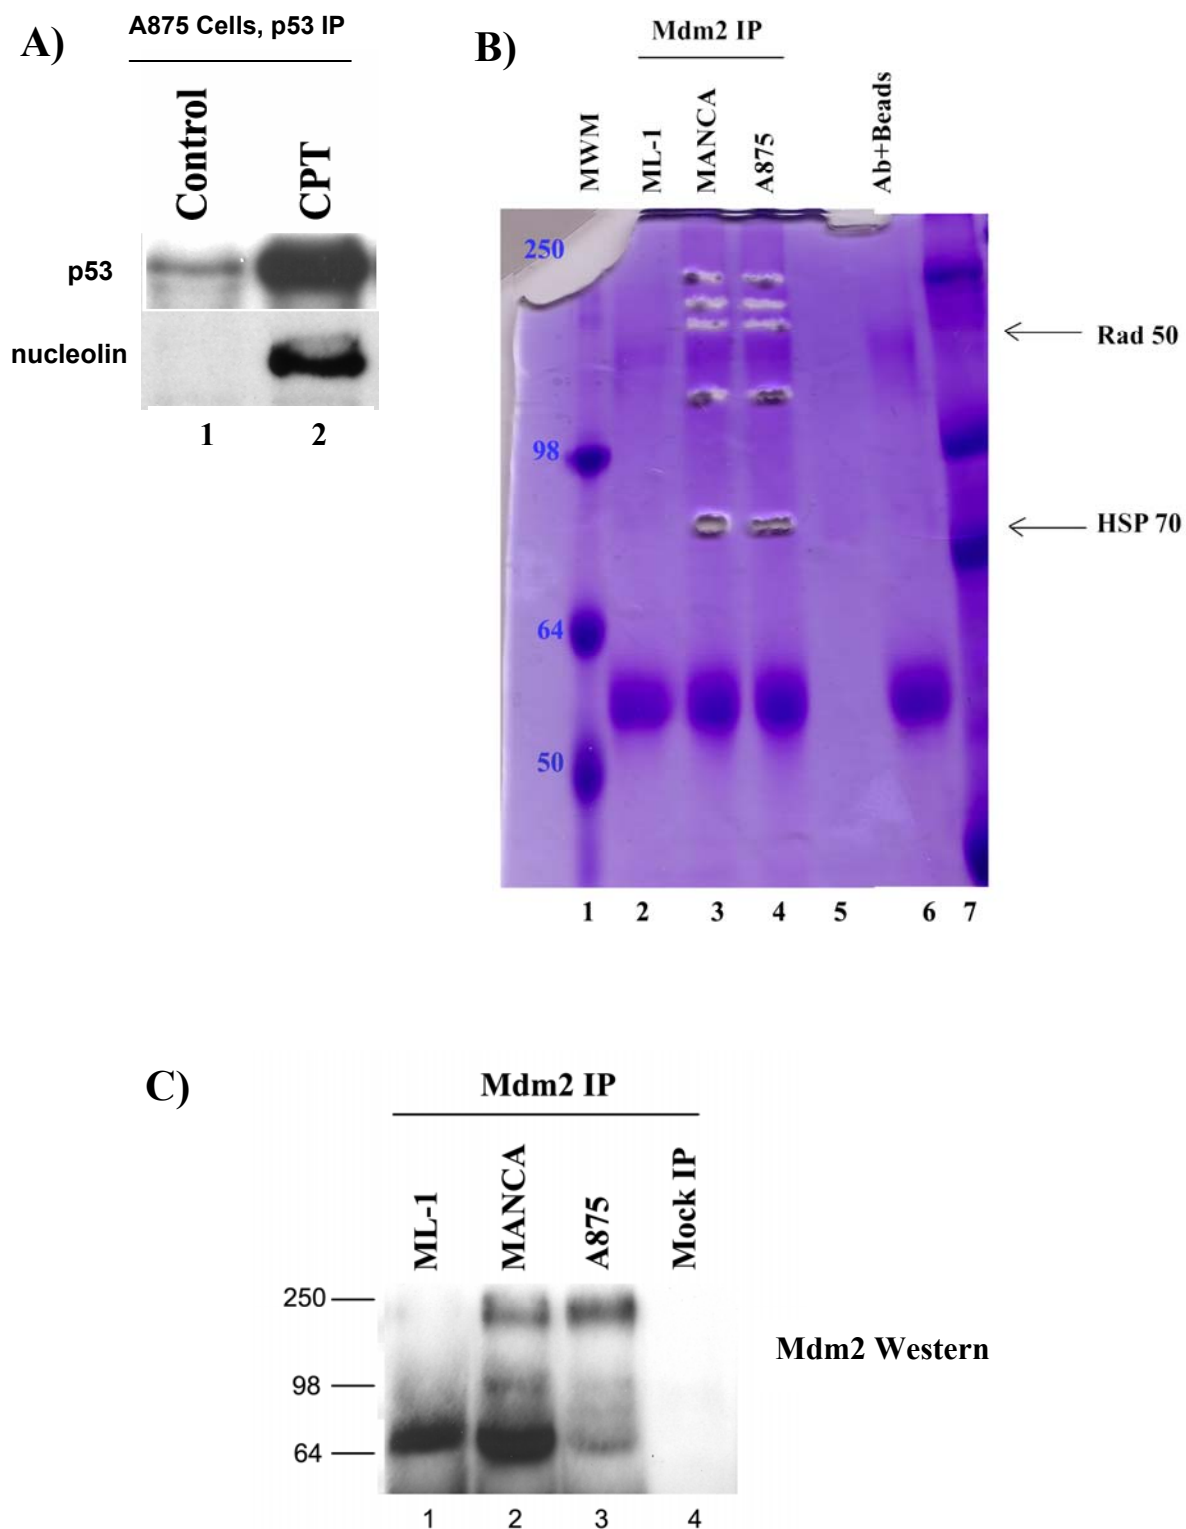 A)
A875 Cells, p53 IP
Control
CPT
p53
nucleolin
1 2
B)
Mdm2 IP
MWM
ML-1
MANCA
A875
Ab+Beads
250
98
64
50
Rad 50
HSP 70
1 2 3 4 5 6 7
C)
Mdm2 IP
ML-1
MANCA
A875
Mock IP
250
98
64
Mdm2 Western
1 2 3 4